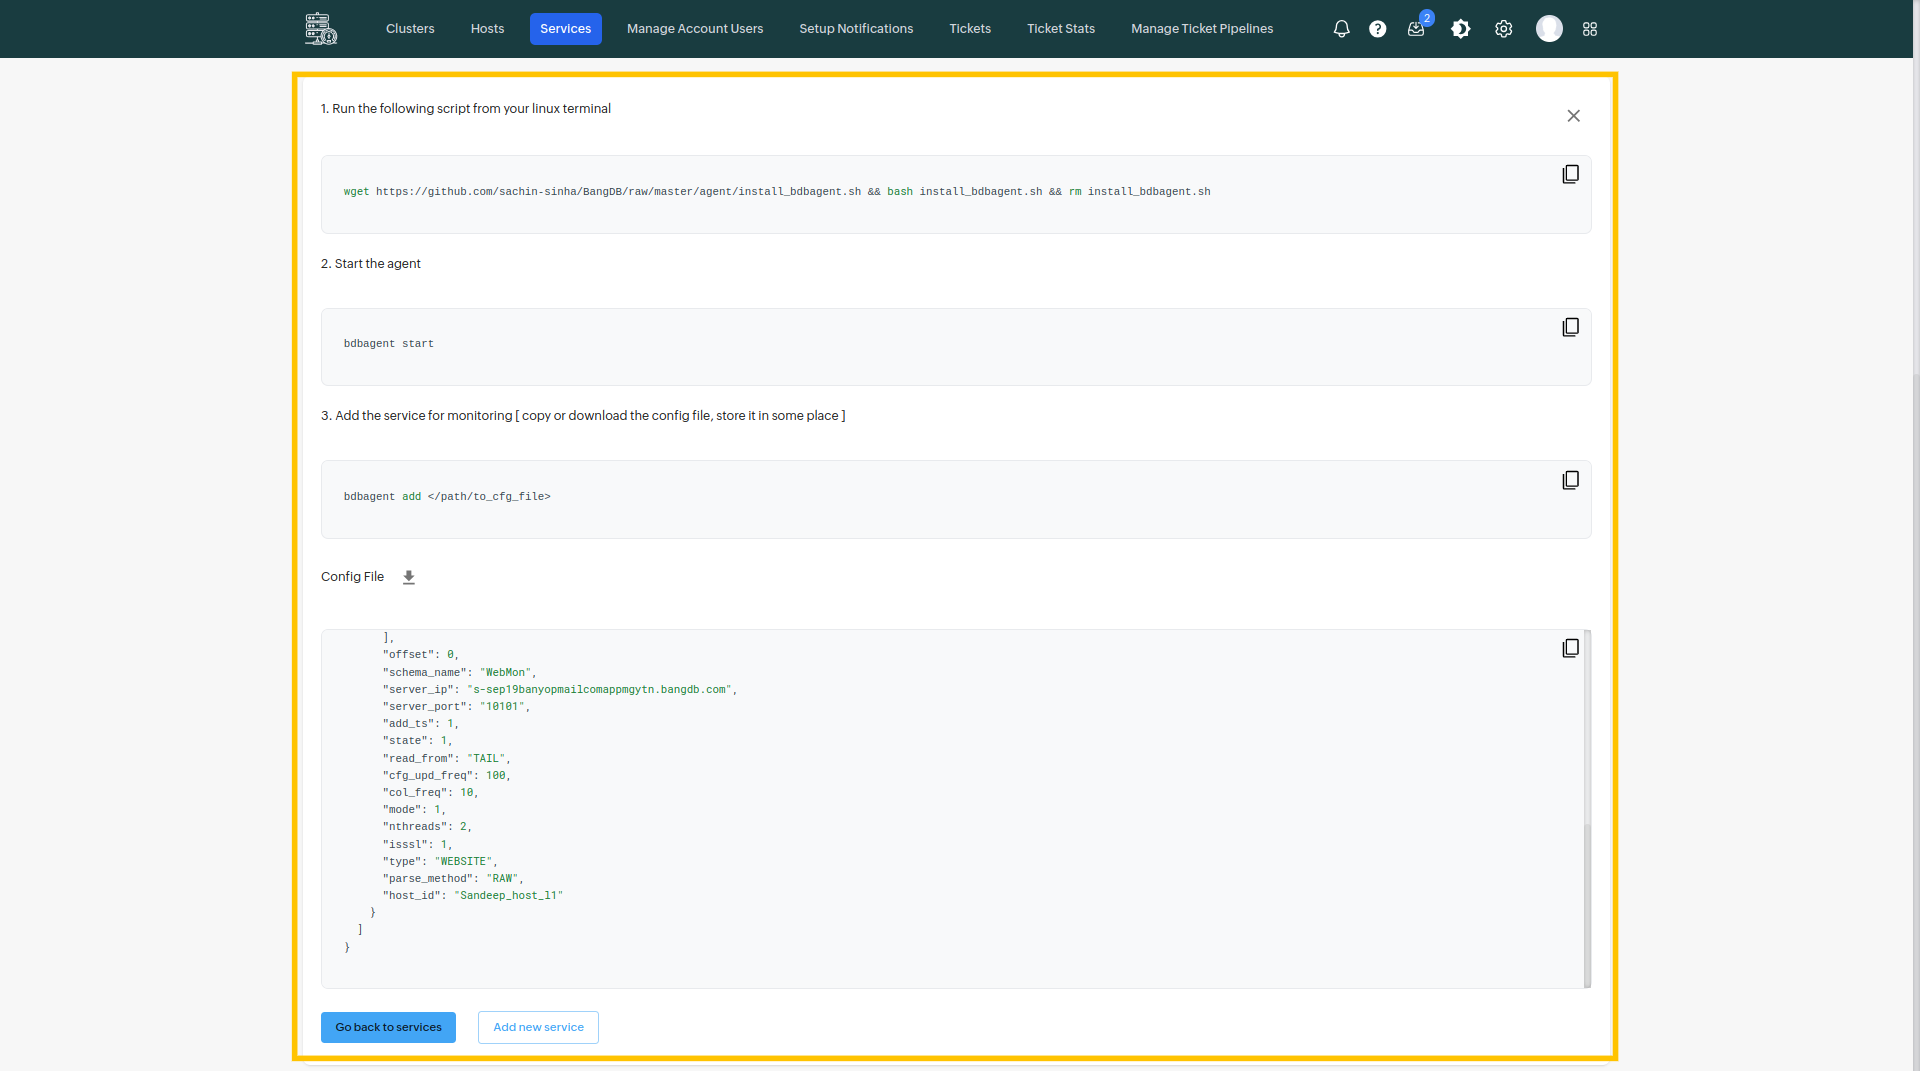 Clusters Hosts Services Manage Account Users Setup Notifications Tickets Ticket Stats Manage Ticket Pipelines 2
1. Run the following script from your linux terminal
wget https://github.com/sachin-sinha/BangDB/raw/master/agent/install_bdbagent.sh && bash install_bdbagent.sh && rm install_bdbagent.sh
2. Start the agent
bdbagent start
3. Add the service for monitoring [ copy or download the config file, store it in some place ]
bdbagent add </path/to_cfg_file>
Config File
],
"offset": 0,
"schema_name": "WebMon",
"server_ip": "s-sep19banyopmailcomappmgytn.bangdb.com",
"server_port": "10101",
"add_ts": 1,
"state": 1,
"read_from": "TAIL",
"cfg_upd_freq": 100,
"col_freq": 10,
"mode": 1,
"nthreads": 2,
"isssl": 1,
"type": "WEBSITE",
"parse_method": "RAW",
"host_id": "Sandeep_host_l1"
}
]
}
Go back to services Add new service